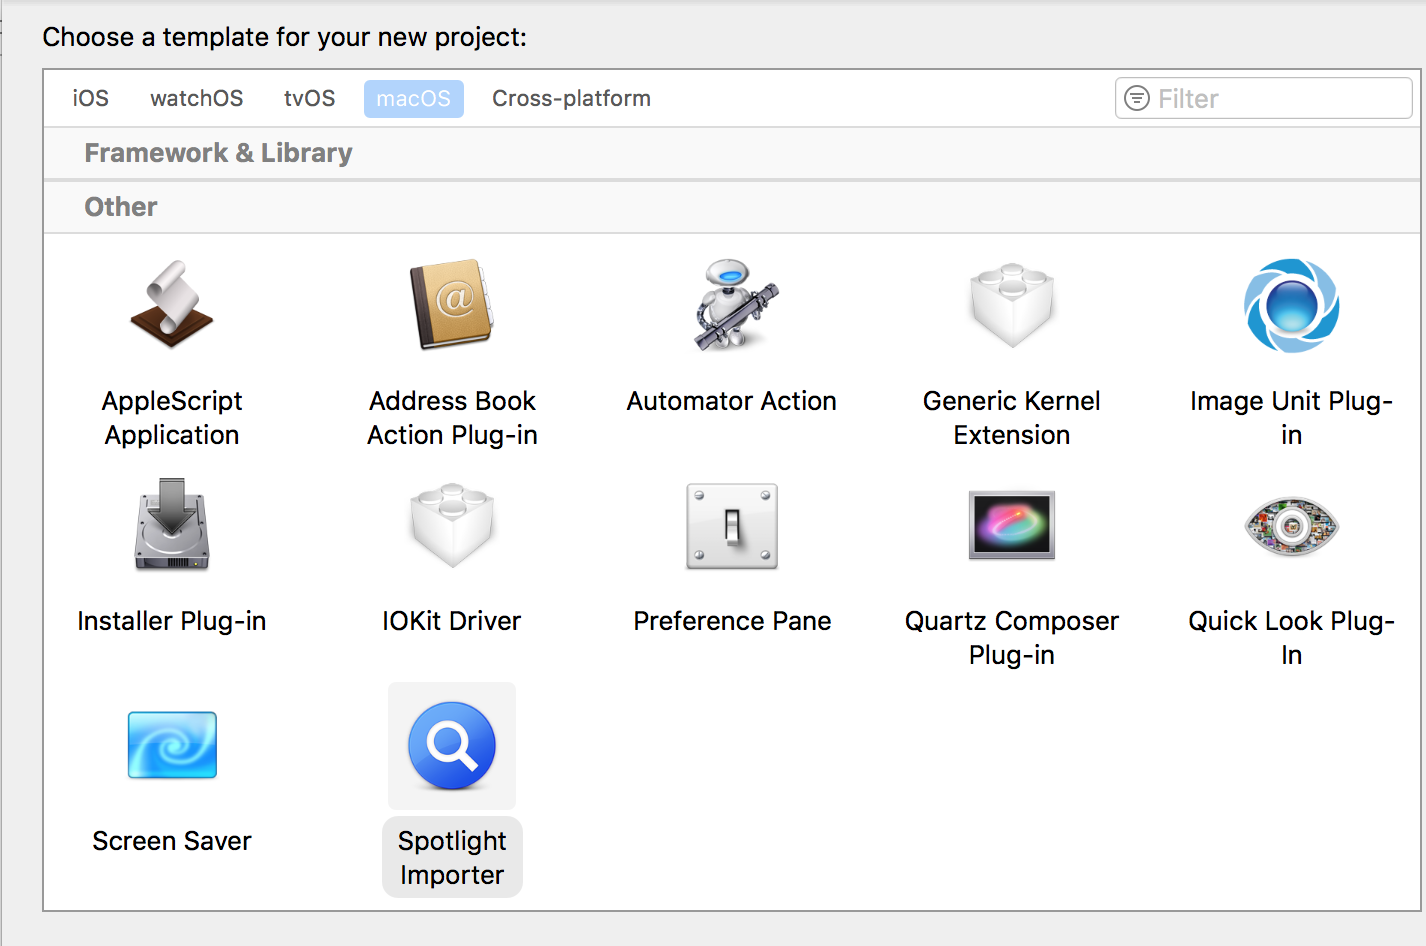 Choose a template for your new project:
iOS watchOS tvOS macOS Cross-platform Filter
Framework & Library
Other
AppleScript Application
Address Book Action Plug-in
Automator Action
Generic Kernel Extension
Image Unit Plug-in
Installer Plug-in
IOKit Driver
Preference Pane
Quartz Composer Plug-in
Quick Look Plug-In
Screen Saver
Spotlight Importer